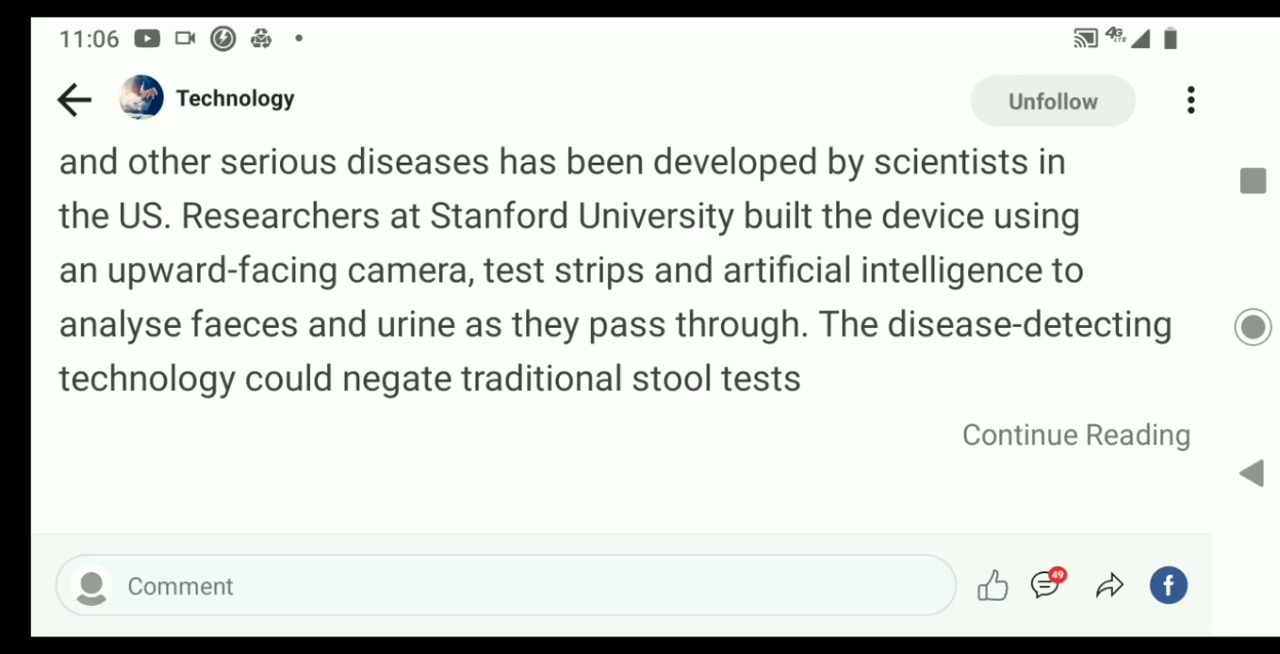 11:06 4G LTE
Technology Unfollow
and other serious diseases has been developed by scientists in
the US. Researchers at Stanford University built the device using
an upward-facing camera, test strips and artificial intelligence to
analyse faeces and urine as they pass through. The disease-detecting
technology could negate traditional stool tests
Continue Reading
Comment 49 f